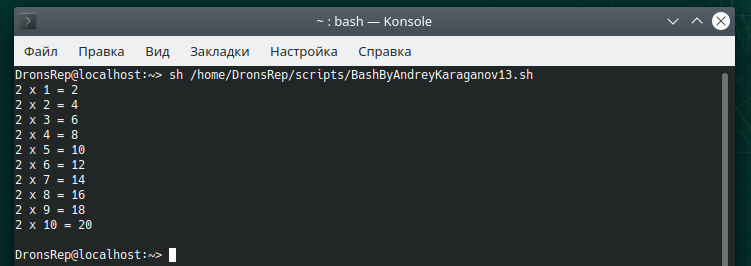 ~ : bash — Konsole
Файл Правка Вид Закладки Настройка Справка
DronsRep@localhost:~> sh /home/DronsRep/scripts/BashByAndreyKaraganov13.sh
2 x 1 = 2
2 x 2 = 4
2 x 3 = 6
2 x 4 = 8
2 x 5 = 10
2 x 6 = 12
2 x 7 = 14
2 x 8 = 16
2 x 9 = 18
2 x 10 = 20
DronsRep@localhost:~>